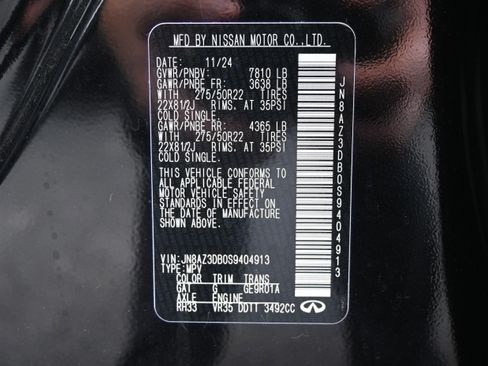 MFD BY NISSAN MOTOR CO.,LTD.
DATE: 11/24
GVWR/PNBV: 7810 LB
GAWR/PNBE FR: 3638 LB
WITH 275/50R22 TIRES
22X81/2J RIMS. AT 35PSI
COLD SINGLE.
GAWR/PNBE RR: 4365 LB
WITH 275/50R22 TIRES
22X81/2J RIMS. AT 35PSI
COLD SINGLE.
THIS VEHICLE CONFORMS TO
ALL APPLICABLE FEDERAL
MOTOR VEHICLE SAFETY
STANDARDS IN EFFECT ON
THE DATE OF MANUFACTURE
SHOWN ABOVE.
VIN: JN8AZ3DB0S9404913
TYPE: MPV
COLOR TRIM TRANS
GAT G GE9R01A
AXLE ENGINE
RH33 VR35 DDTT 3492CC
JN8AZ3DB0S9404913